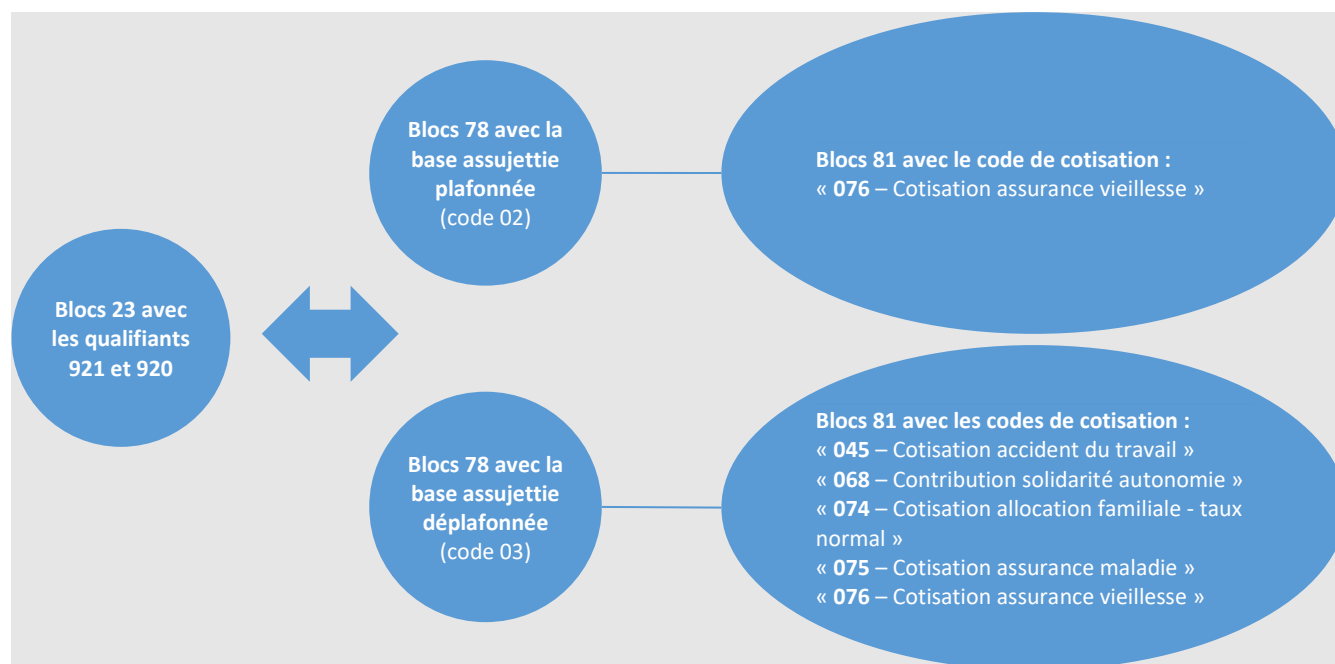 Blocs 23 avec
les qualifiants
921 et 920
Blocs 78 avec la
base assujettie
plafonnée
(code 02)
Blocs 81 avec le code de cotisation :
« 076 – Cotisation assurance vieillesse »
Blocs 78 avec la
base assujettie
déplafonnée
(code 03)
Blocs 81 avec les codes de cotisation :
« 045 – Cotisation accident du travail »
« 068 – Contribution solidarité autonomie »
« 074 – Cotisation allocation familiale - taux
normal »
« 075 – Cotisation assurance maladie »
« 076 – Cotisation assurance vieillesse »